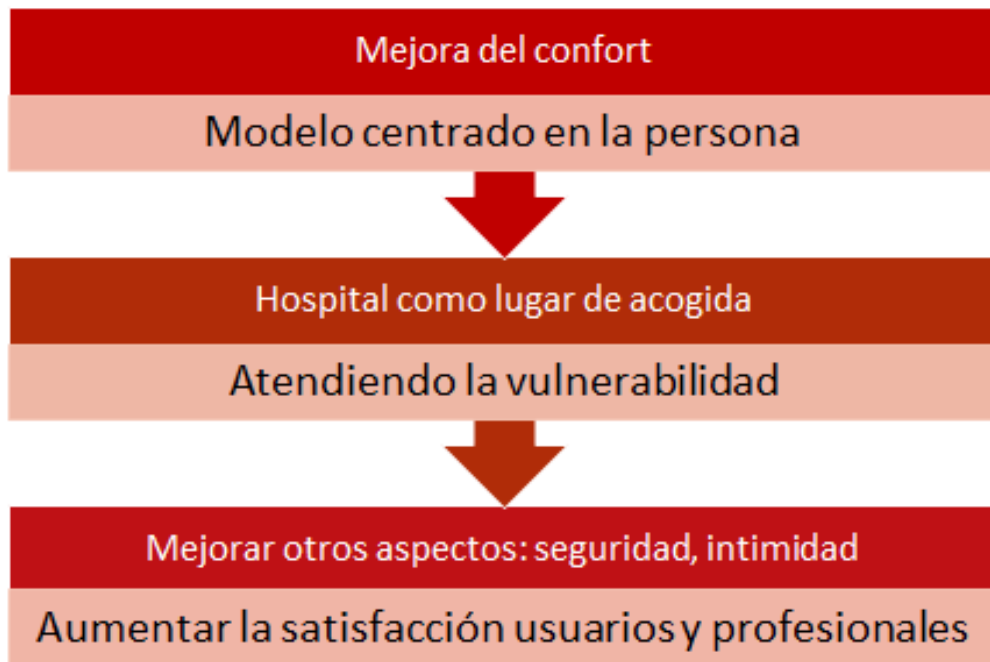 Mejora del confort
Modelo centrado en la persona
Hospital como lugar de acogida
Atendiendo la vulnerabilidad
Mejorar otros aspectos: seguridad, intimidad
Aumentar la satisfacción usuarios y profesionales